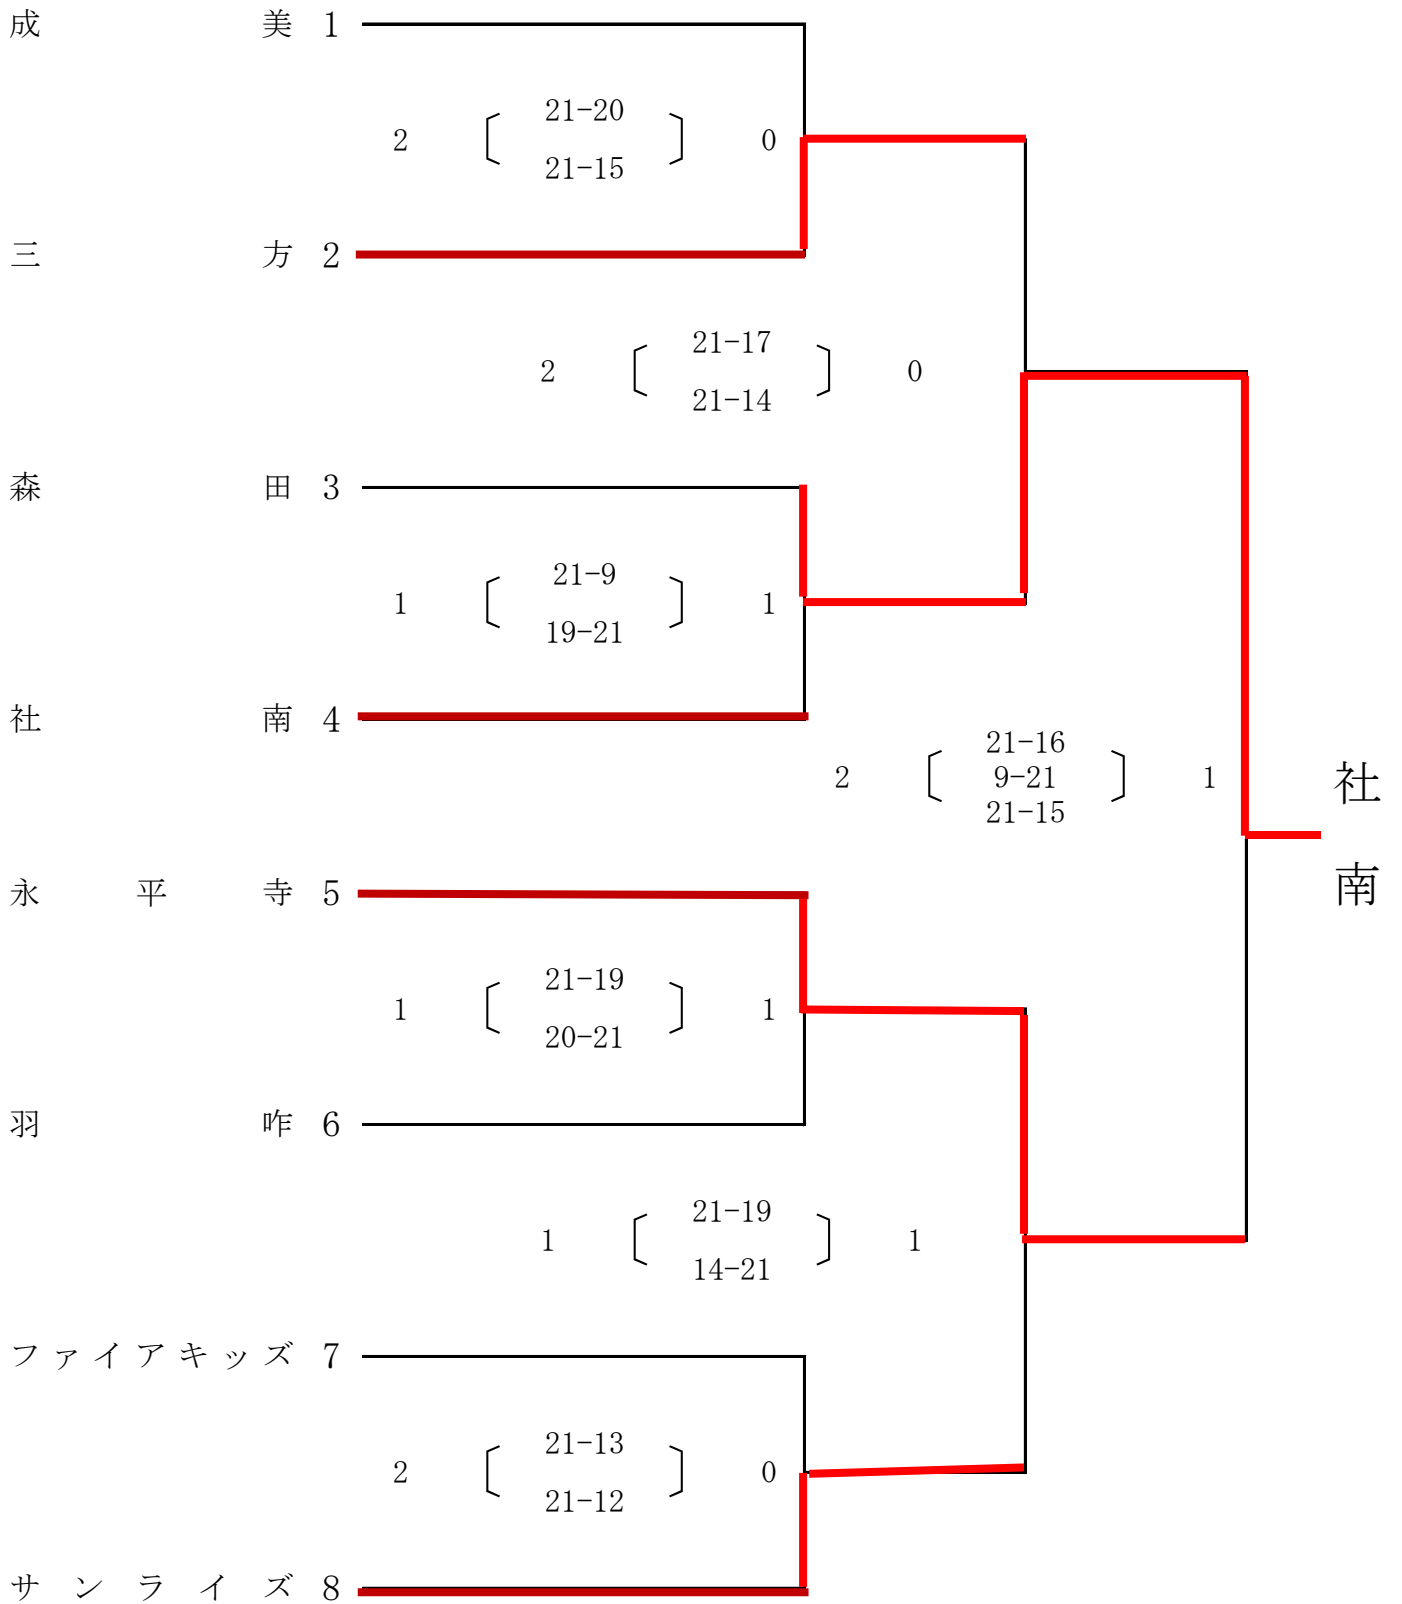 成美 1
21-20
2 〔 〕 0
21-15
三方 2
21-17
2 〔 〕 0
21-14
森田 3
21-9
1 〔 〕 1
19-21
社南 4
21-16
2 〔 9-21 〕 1
21-15
社
南
永平寺 5
21-19
1 〔 〕 1
20-21
羽咋 6
21-19
1 〔 〕 1
14-21
ファイアキッズ 7
21-13
2 〔 〕 0
21-12
サンライズ 8